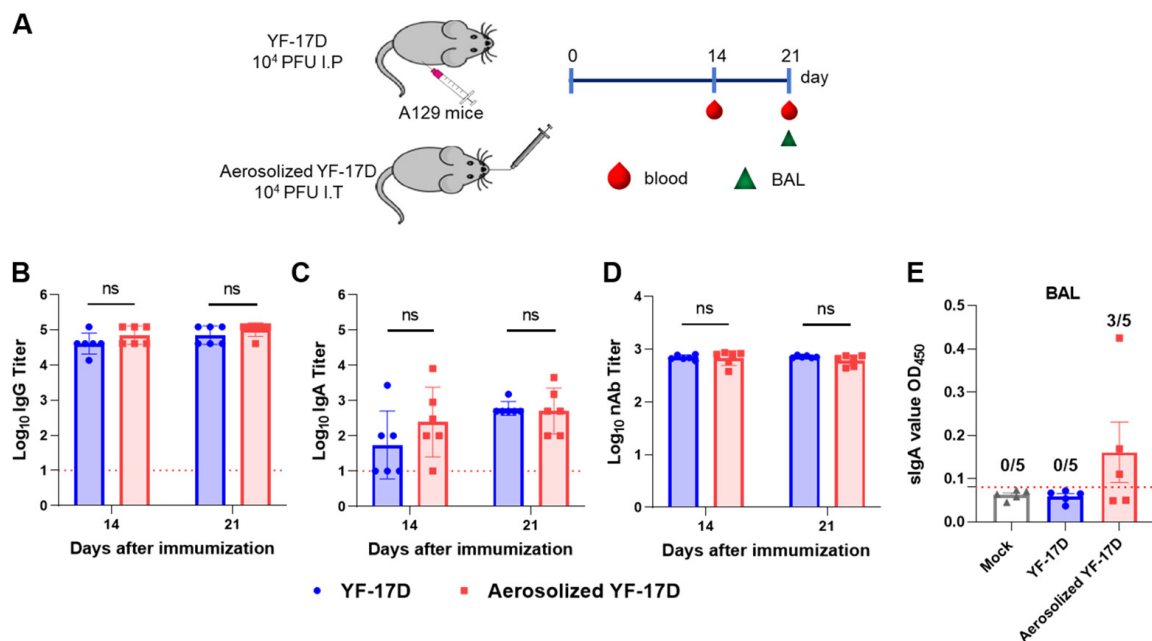 A
YF-17D
10⁴ PFU I.P
A129 mice
Aerosolized YF-17D
10⁴ PFU I.T
0
14
21
day
blood
BAL
B
Log₁₀ IgG Titer
6
5
4
3
2
1
0
ns
ns
14
21
Days after immumization
C
Log₁₀ IgA Titer
6
5
4
3
2
1
0
ns
ns
14
21
Days after immumization
D
Log₁₀ nAb Titer
4
3
2
1
0
ns
ns
14
21
Days after immumization
E
BAL
sIgA value OD₄₅₀
0.5
0.4
0.3
0.2
0.1
0.0
0/5
0/5
3/5
Mock
YF-17D
Aerosolized YF-17D
YF-17D
Aerosolized YF-17D